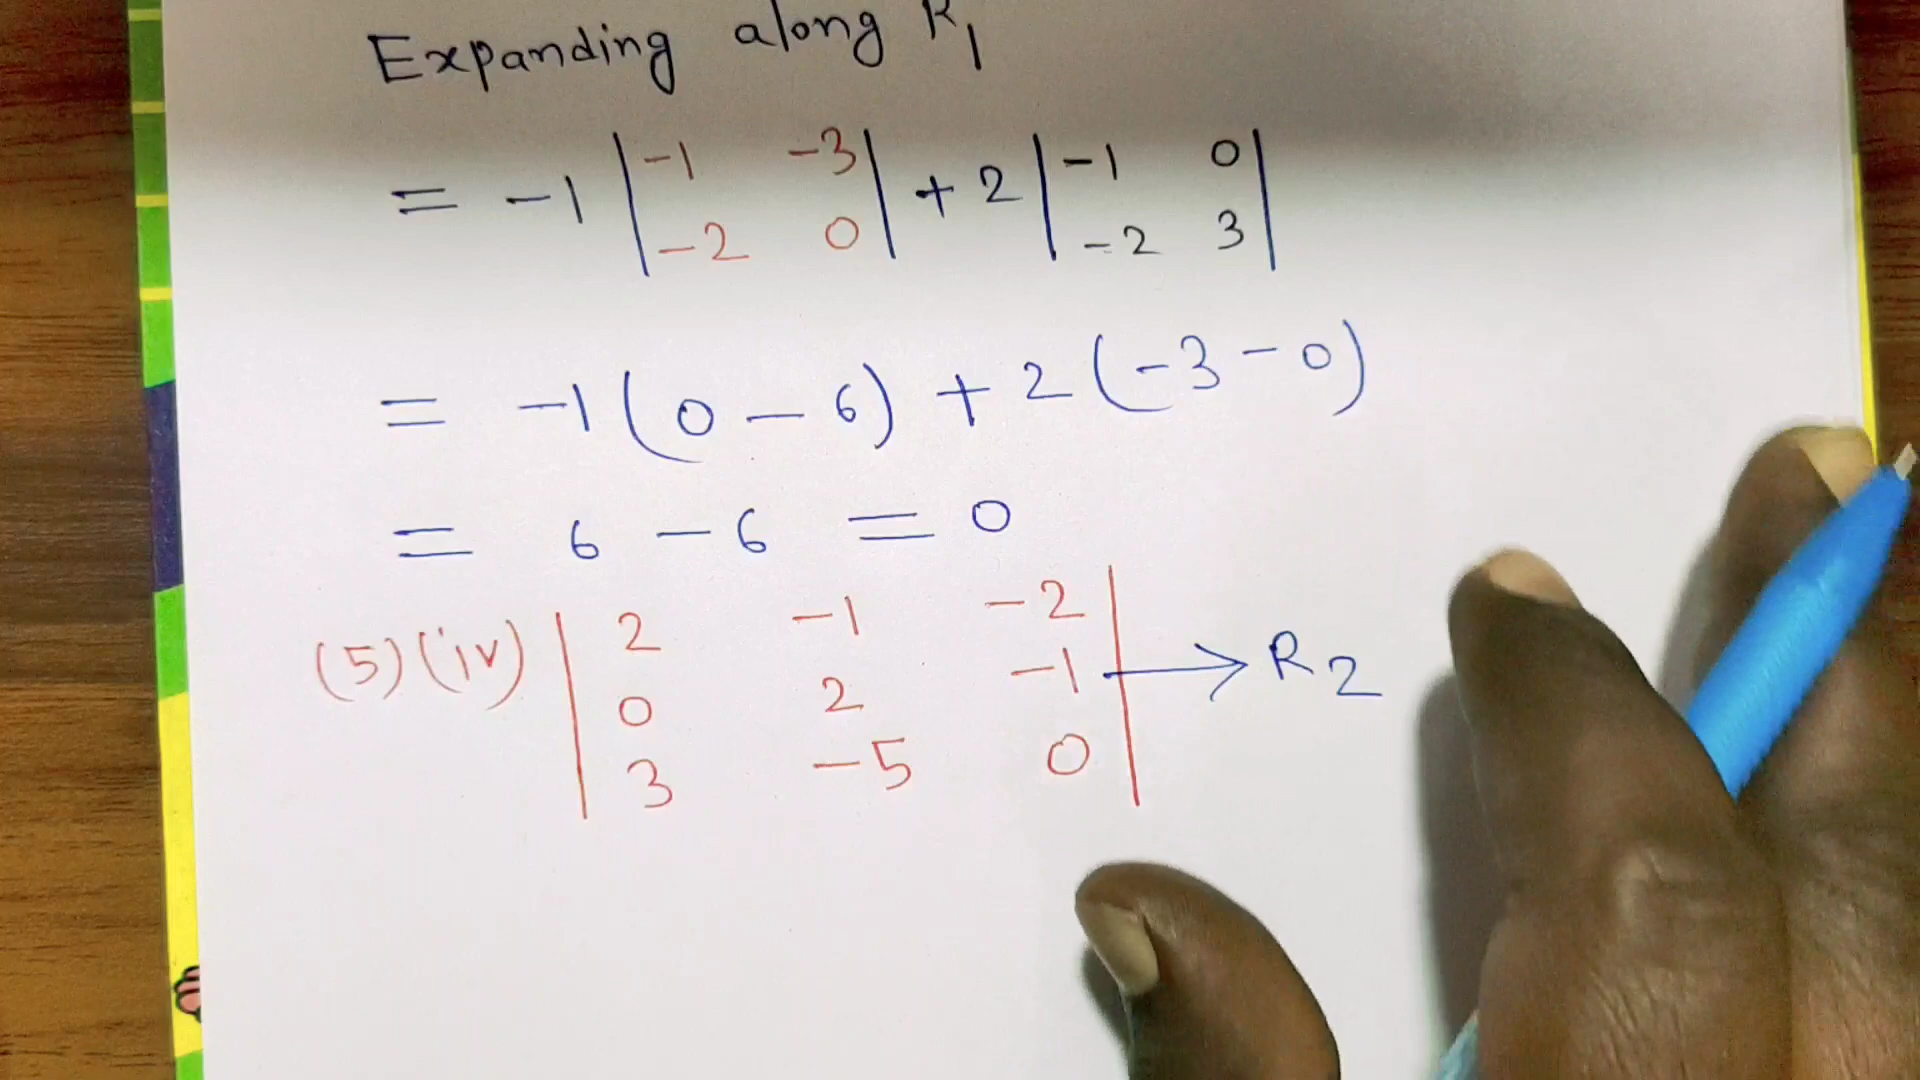 Expanding along R₁
= -1 | -1 -3 | + 2 | -1 0 |
| -2 0 | | -2 3 |
= -1 (0 - 6) + 2 (-3 - 0)
= 6 - 6 = 0
(5) (iv) | 2 -1 -2 |
| 0 2 -1 | → R₂
| 3 -5 0 |